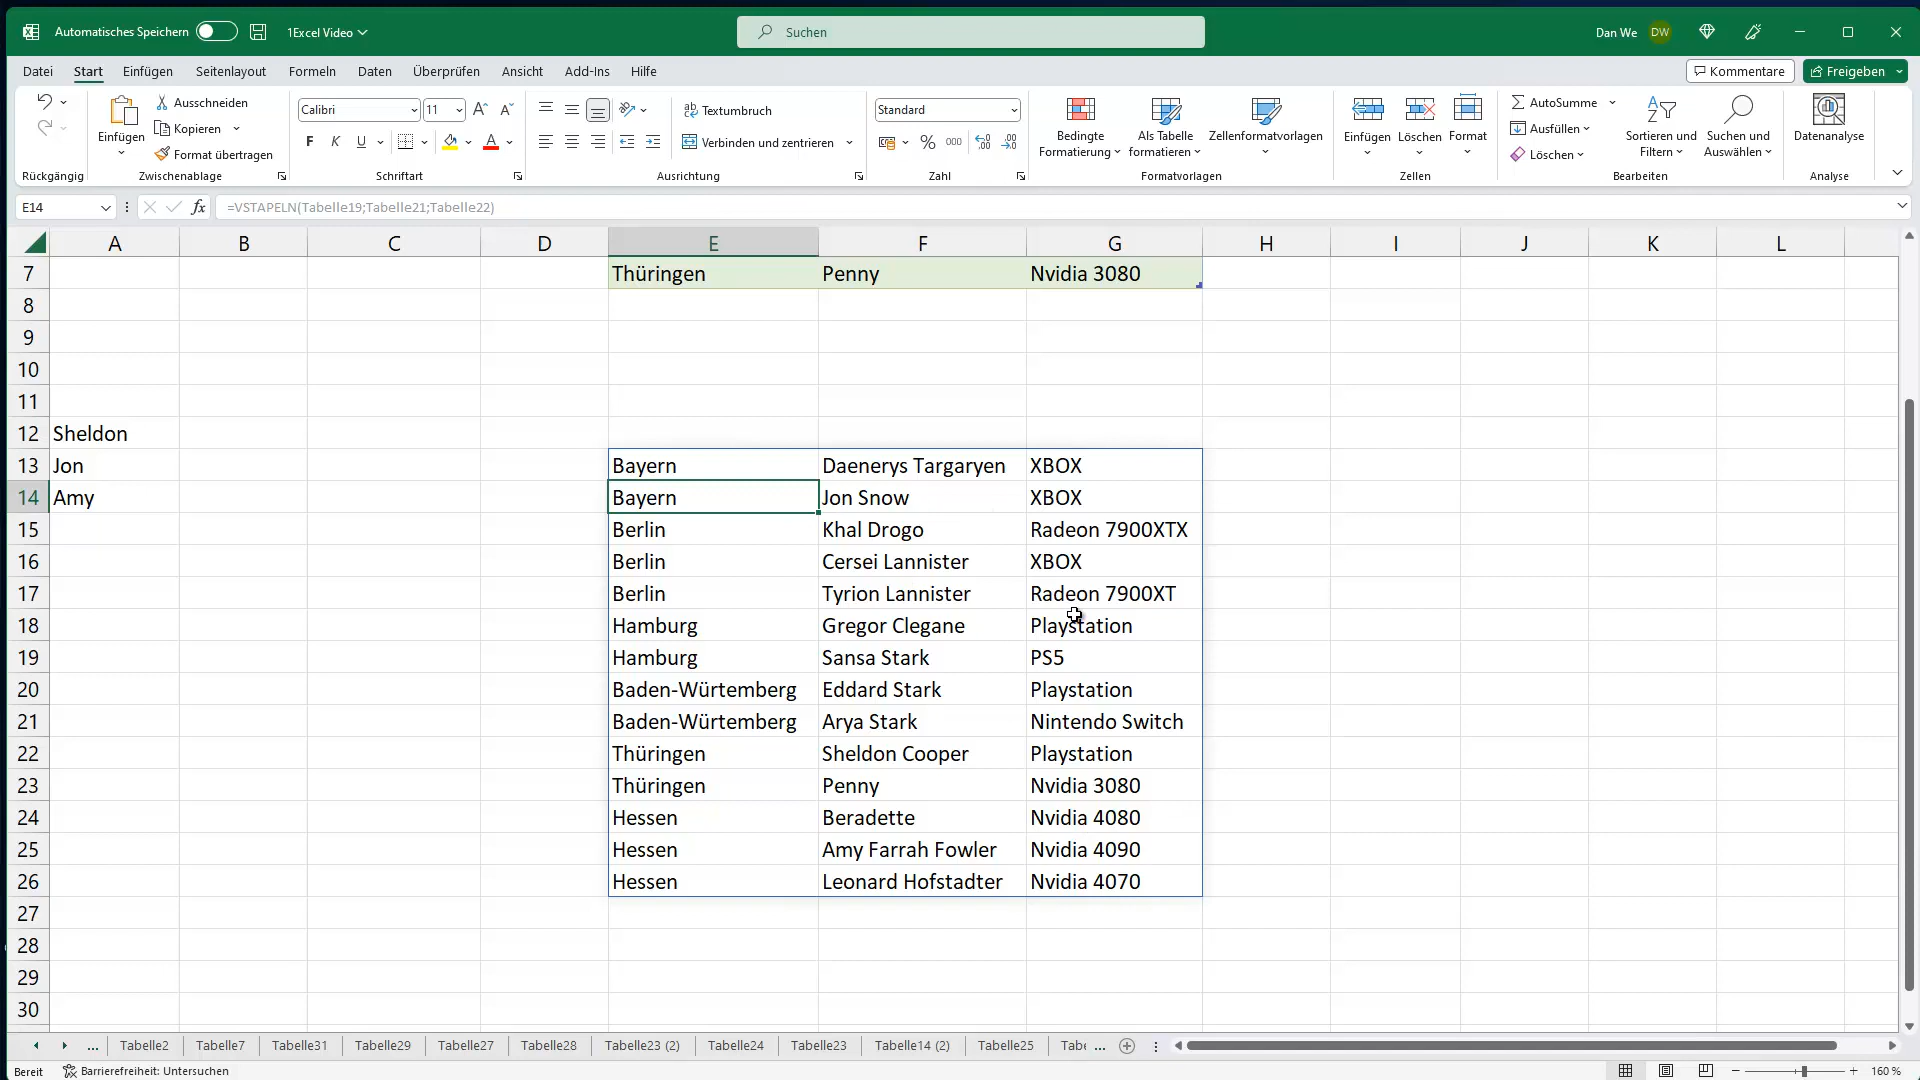 Automatisches Speichern 1Excel Video Suchen Dan We DW
Datei Start Einfügen Seitenlayout Formeln Daten Überprüfen Ansicht Add-Ins Hilfe Kommentare Freigeben
Ausschneiden Calibri 11 Textumbruch Standard AutoSumme
Einfügen Kopieren F K U Verbinden und zentrieren % 000 Bedingte Formatierung Als Tabelle formatieren Zellenformatvorlagen Einfügen Löschen Format Ausfüllen Sortieren und Filtern Suchen und Auswählen Datenanalyse
Format übertragen Löschen
Rückgängig Zwischenablage Schriftart Ausrichtung Zahl Formatvorlagen Zellen Bearbeiten Analyse
E14 fx =VSTAPELN(Tabelle19;Tabelle21;Tabelle22)
A B C D E F G H I J K L
7 Thüringen Penny Nvidia 3080
8
9
10
11
12 Sheldon
13 Jon Bayern Daenerys Targaryen XBOX
14 Amy Bayern Jon Snow XBOX
15 Berlin Khal Drogo Radeon 7900XTX
16 Berlin Cersei Lannister XBOX
17 Berlin Tyrion Lannister Radeon 7900XT
18 Hamburg Gregor Clegane Playstation
19 Hamburg Sansa Stark PS5
20 Baden-Würtemberg Eddard Stark Playstation
21 Baden-Würtemberg Arya Stark Nintendo Switch
22 Thüringen Sheldon Cooper Playstation
23 Thüringen Penny Nvidia 3080
24 Hessen Beradette Nvidia 4080
25 Hessen Amy Farrah Fowler Nvidia 4090
26 Hessen Leonard Hofstadter Nvidia 4070
27
28
29
30
... Tabelle2 Tabelle7 Tabelle31 Tabelle29 Tabelle27 Tabelle28 Tabelle23 (2) Tabelle24 Tabelle23 Tabelle14 (2) Tabelle25 Tabe ...
Bereit Barrierefreiheit: Untersuchen 160 %